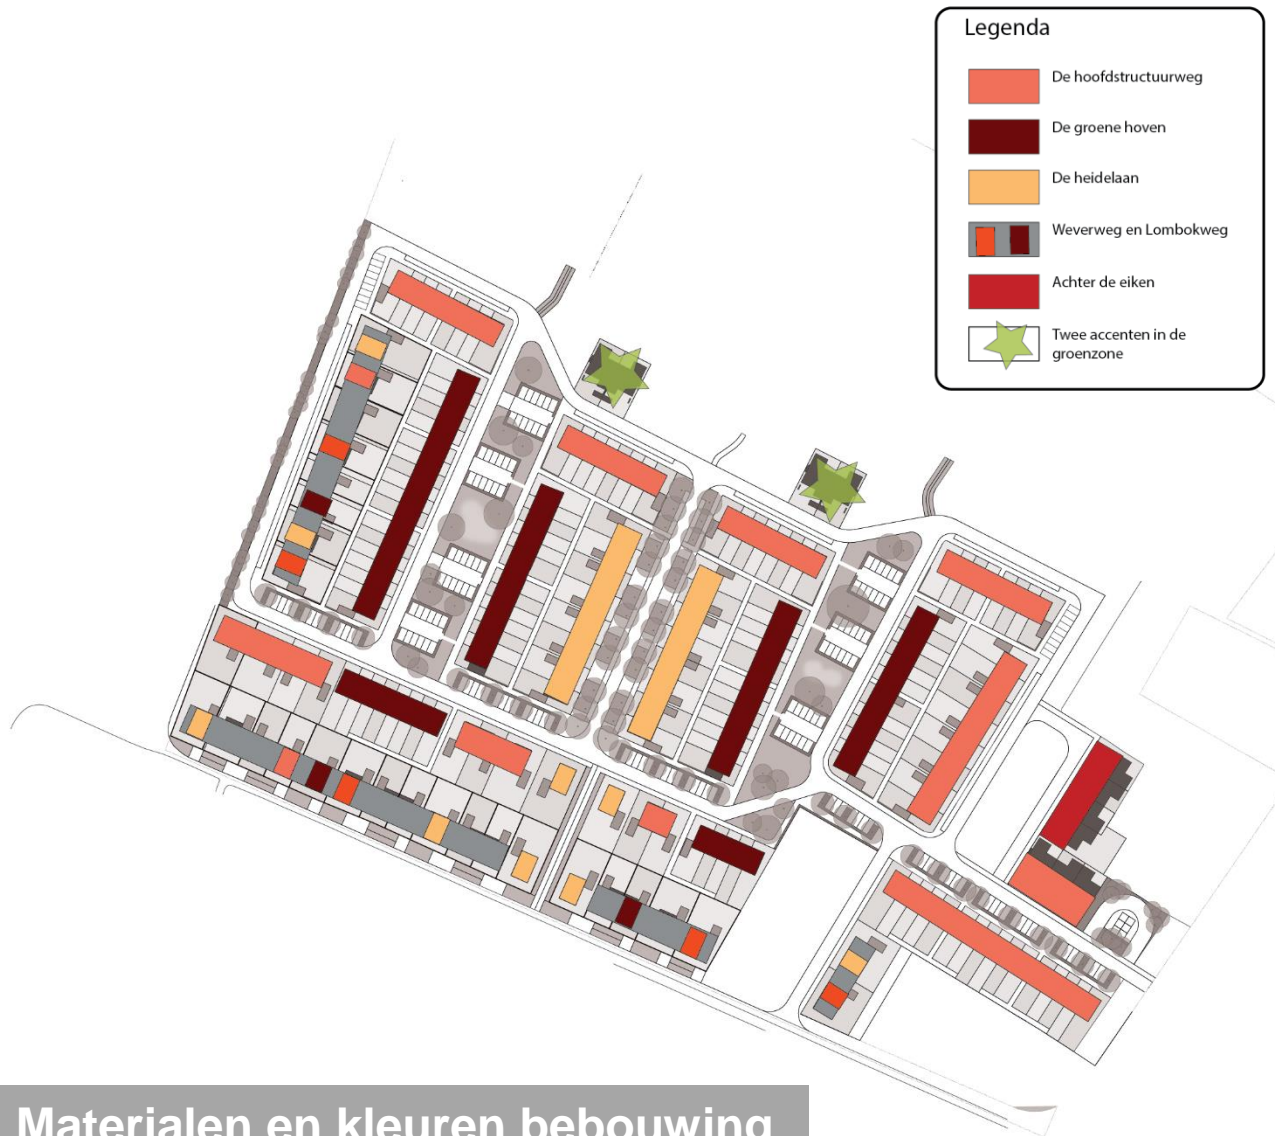 Legenda
De hoofdstructuurweg
De groene hoven
De heidelaan
Weverweg en Lombokweg
Achter de eiken
Twee accenten in de
groenzone
Materialen en kleuren bebouwing